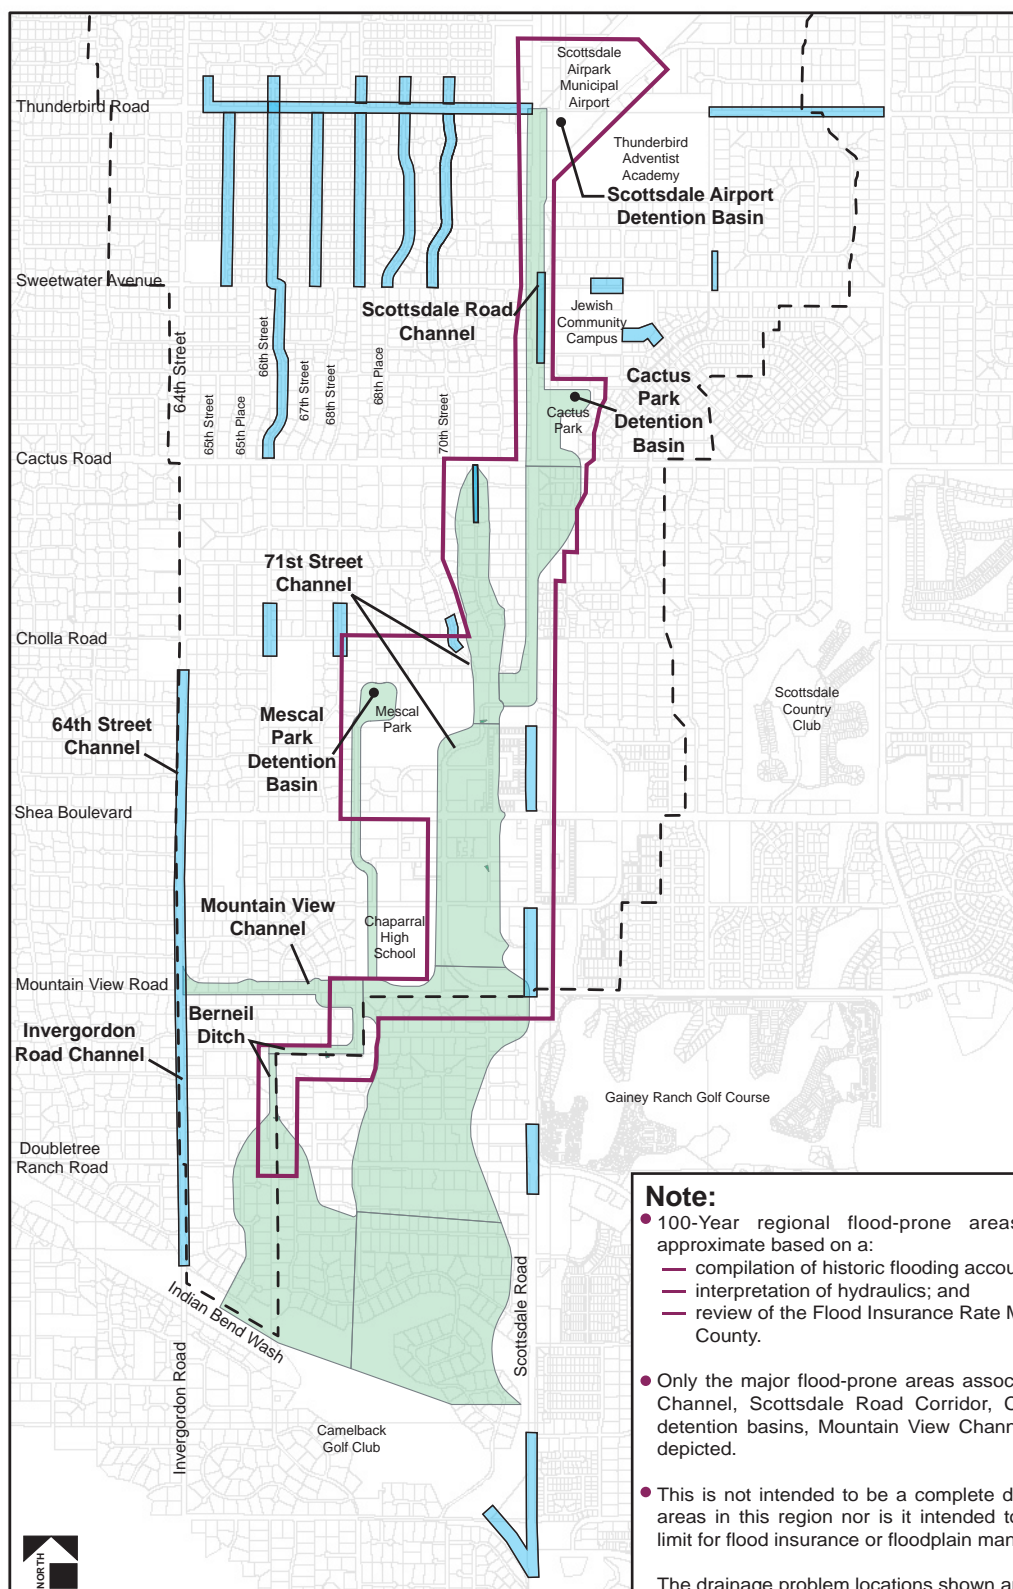 Scottsdale
Airpark
Municipal
Airport
Thunderbird Road
Thunderbird
Adventist
Academy
Scottsdale Airport
Detention Basin
Sweetwater Avenue
Scottsdale Road
Channel
Jewish
Community
Campus
64th Street
66th Street
65th Street
65th Place
67th Street
68th Street
68th Place
70th Street
Cactus
Park
Detention
Basin
Cactus
Park
Cactus Road
71st Street
Channel
Cholla Road
Mescal
Park
Mescal
Park
Detention
Basin
64th Street
Channel
Scottsdale
Country
Club
Shea Boulevard
Mountain View
Channel
Chaparral
High
School
Mountain View Road
Berneil
Ditch
Invergordon
Road Channel
Gainey Ranch Golf Course
Doubletree
Ranch Road
Indian Bend Wash
Invergordon Road
Scottsdale Road
Camelback
Golf Club
NORTH
Note:
100-Year regional flood-prone areas
approximate based on a:
compilation of historic flooding accou
interpretation of hydraulics; and
review of the Flood Insurance Rate M
County.
Only the major flood-prone areas assoc
Channel, Scottsdale Road Corridor, C
detention basins, Mountain View Chann
depicted.
This is not intended to be a complete d
areas in this region nor is it intended to
limit for flood insurance or floodplain man
The drainage problem locations shown a